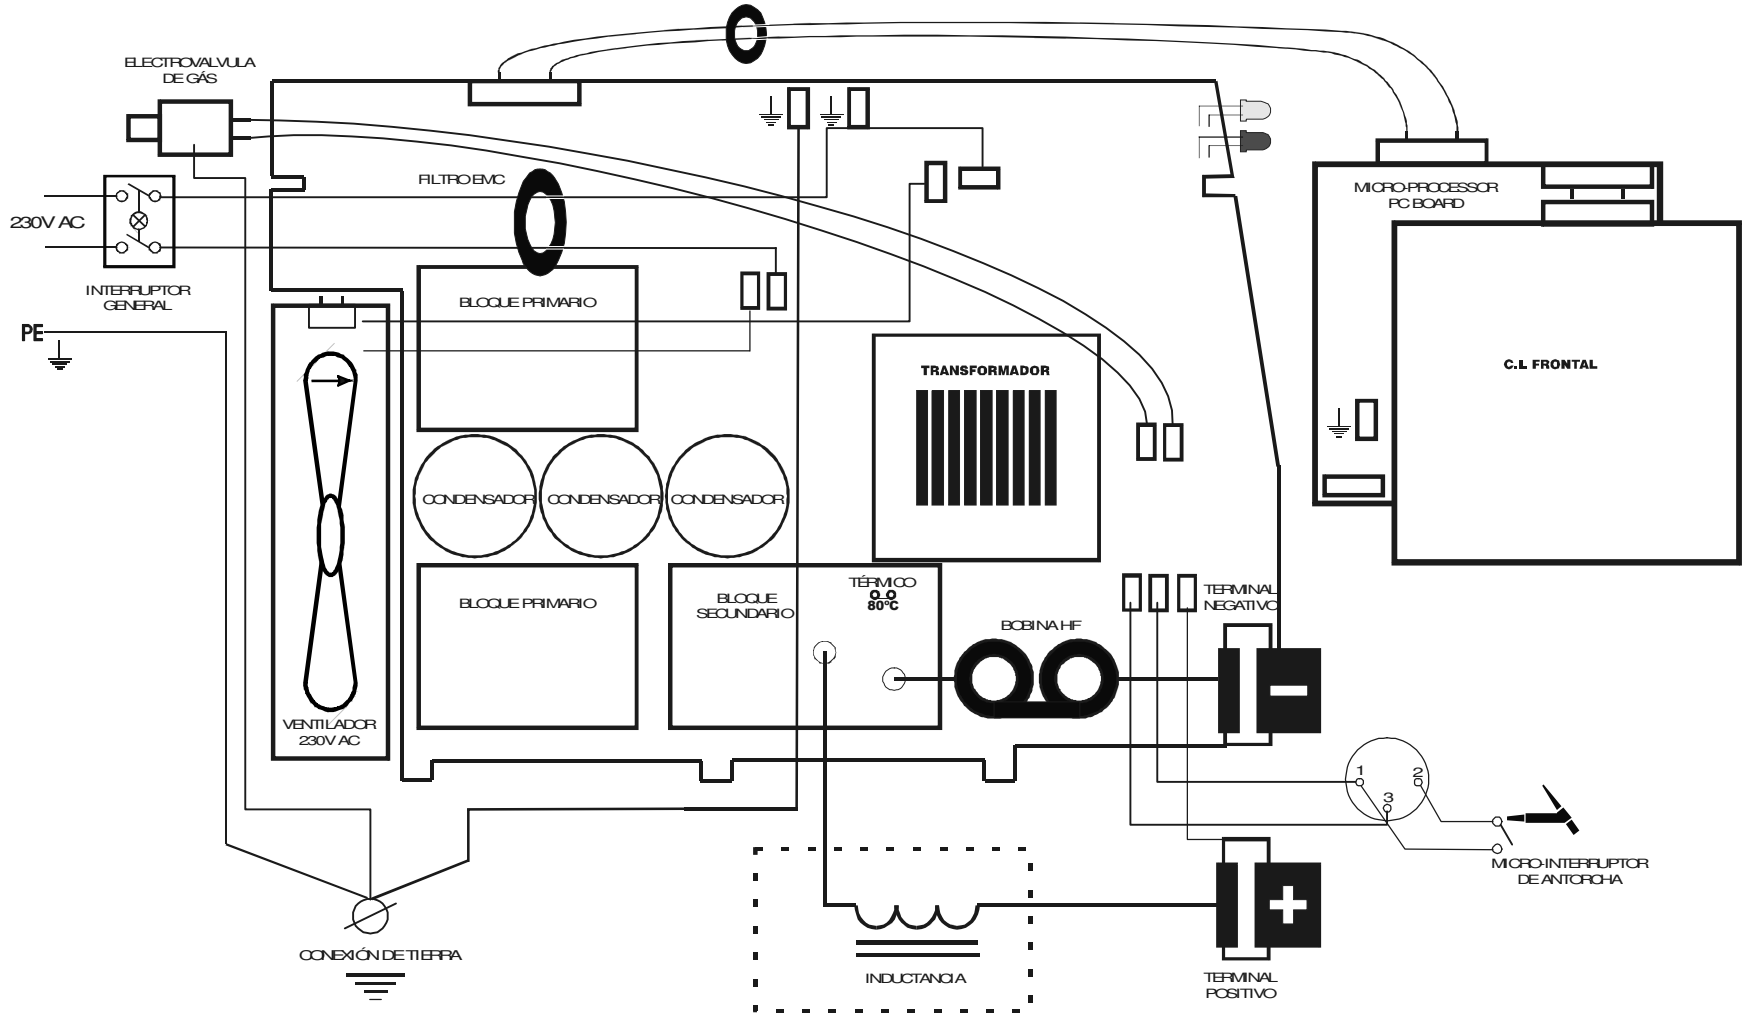 ELECTROVALVULA
DE GÁS
FILTRO EMC
230V AC
INTERRUPTOR
GENERAL
PE
BLOQUE PRIMARIO
MICRO-PROCESSOR
PC BOARD
TRANSFORMADOR
C.I. FRONTAL
CONDENSADOR
CONDENSADOR
CONDENSADOR
BLOQUE PRIMARIO
BLOQUE
SECUNDARIO
TÉRMICO
80°C
TERMINAL
NEGATIVO
BOBINA HF
−
VENTILADOR
230V AC
1
2
3
MICRO-INTERRUPTOR
DE ANTORCHA
+
CONEXIÓN DE TIERRA
INDUCTANCIA
TERMINAL
POSITIVO